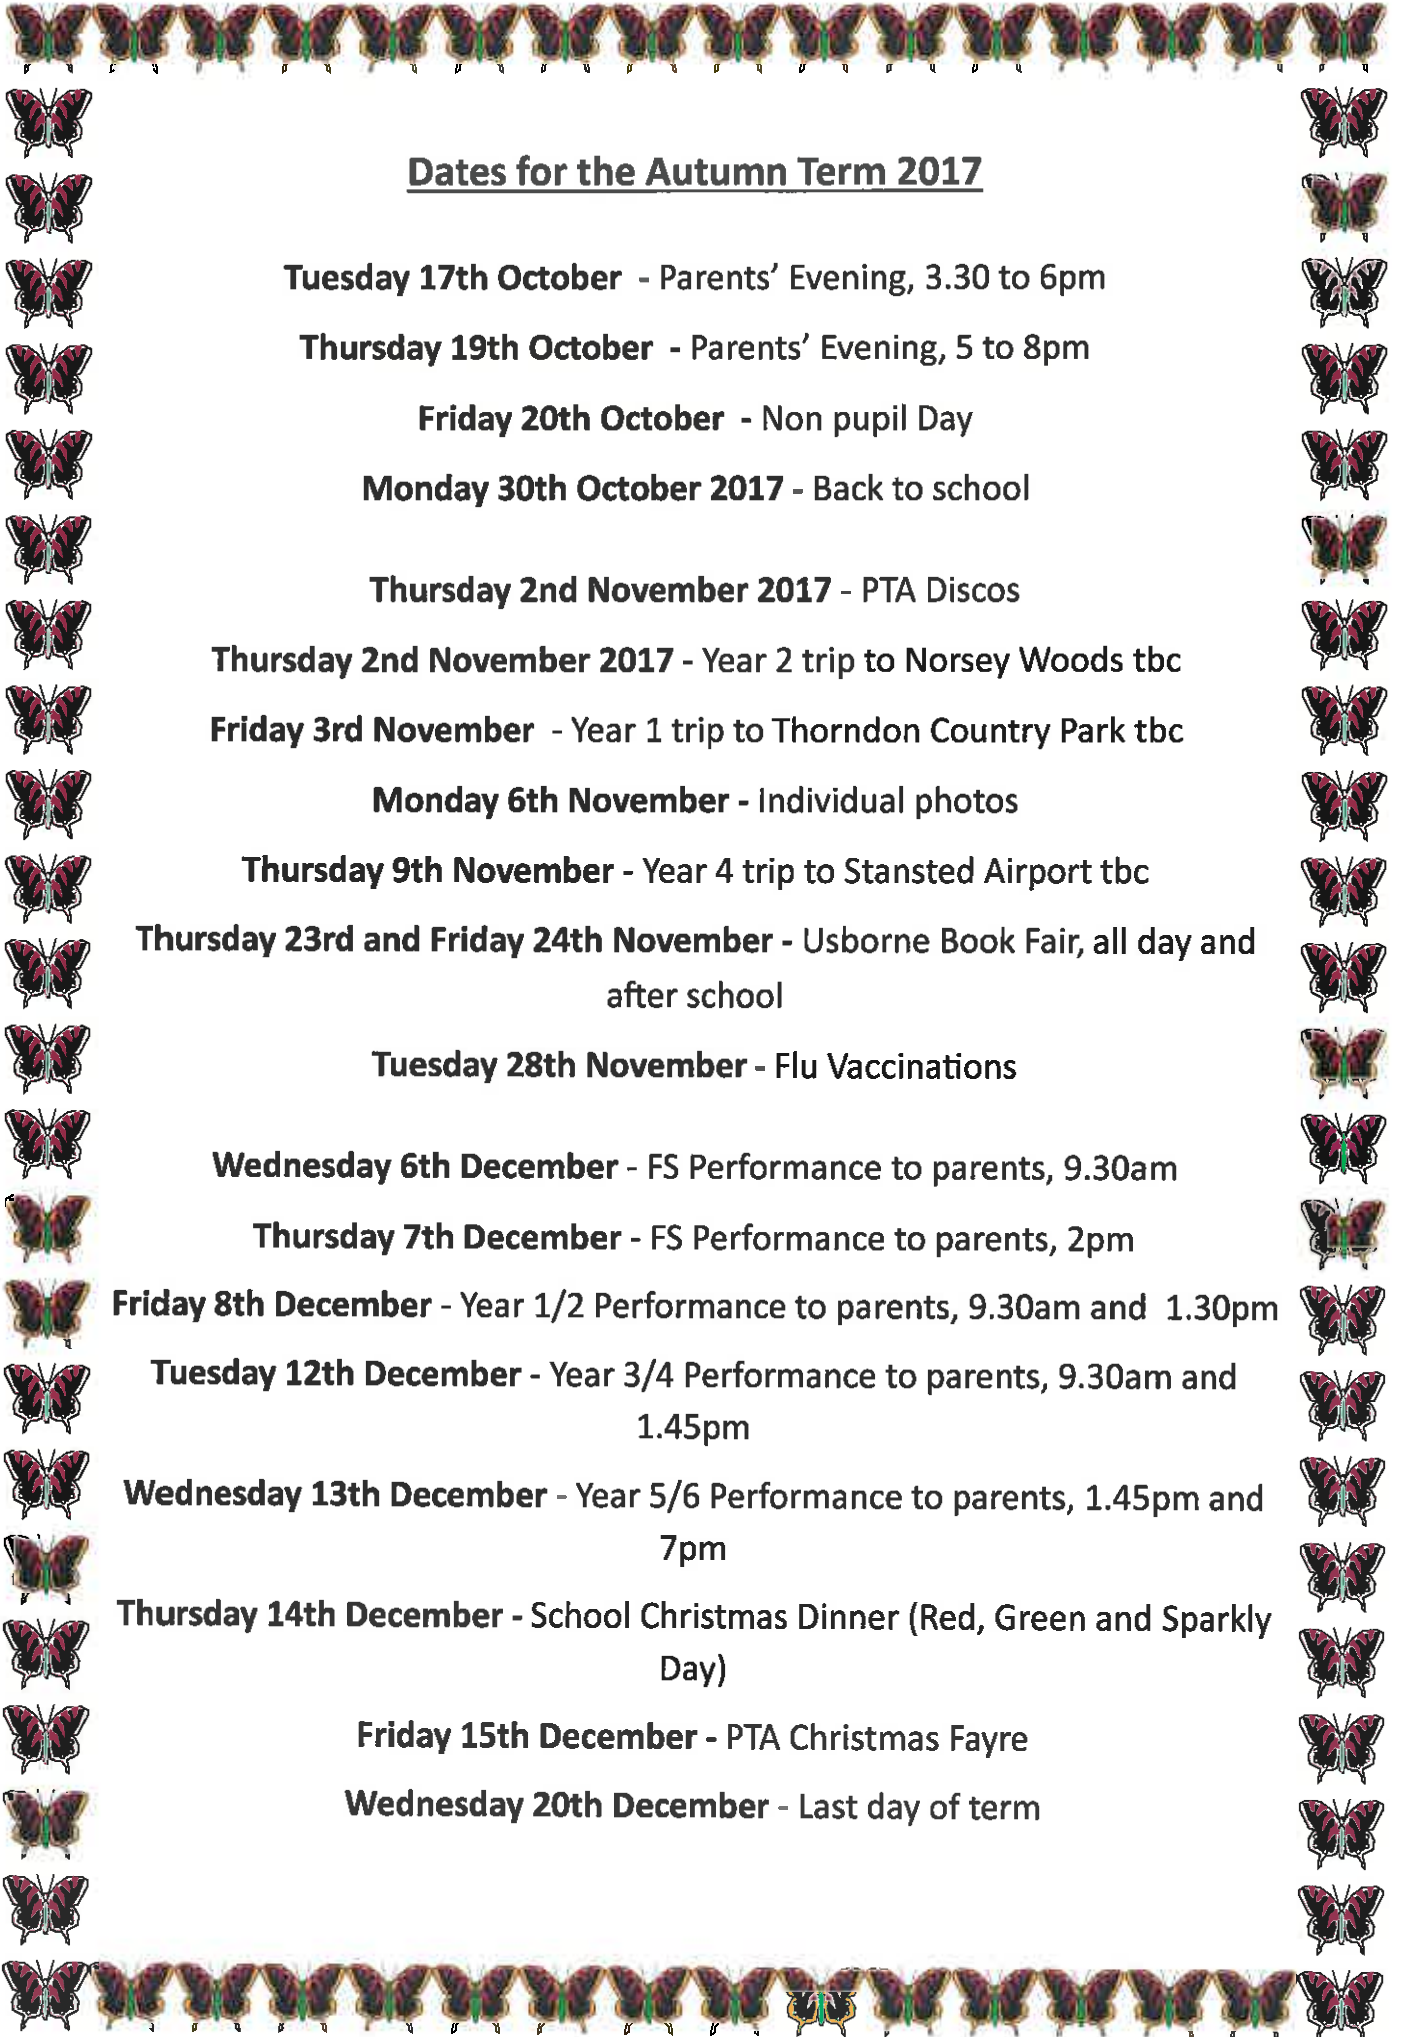 Dates for the Autumn Term 2017
Tuesday 17th October - Parents’ Evening, 3.30 to 6pm
Thursday 19th October - Parents’ Evening, 5 to 8pm
Friday 20th October - Non pupil Day
Monday 30th October 2017 - Back to school
Thursday 2nd November 2017 - PTA Discos
Thursday 2nd November 2017 - Year 2 trip to Norsey Woods tbc
Friday 3rd November - Year 1 trip to Thorndon Country Park tbc
Monday 6th November - Individual photos
Thursday 9th November - Year 4 trip to Stansted Airport tbc
Thursday 23rd and Friday 24th November - Usborne Book Fair, all day and
after school
Tuesday 28th November - Flu Vaccinations
Wednesday 6th December - FS Performance to parents, 9.30am
Thursday 7th December - FS Performance to parents, 2pm
Friday 8th December - Year 1/2 Performance to parents, 9.30am and 1.30pm
Tuesday 12th December - Year 3/4 Performance to parents, 9.30am and
1.45pm
Wednesday 13th December - Year 5/6 Performance to parents, 1.45pm and
7pm
Thursday 14th December - School Christmas Dinner (Red, Green and Sparkly
Day)
Friday 15th December - PTA Christmas Fayre
Wednesday 20th December - Last day of term